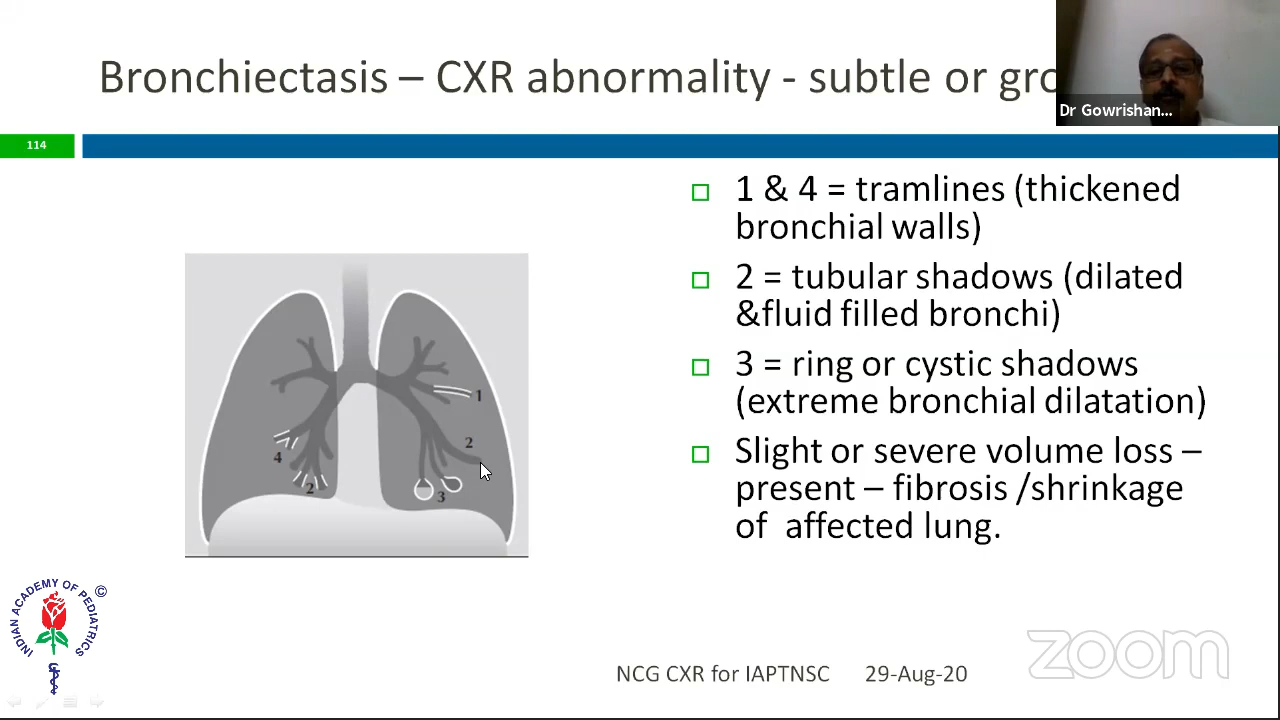 Bronchiectasis – CXR abnormality - subtle or gro
Dr Gowrishan...
114
1 & 4 = tramlines (thickened
bronchial walls)
2 = tubular shadows (dilated
&fluid filled bronchi)
3 = ring or cystic shadows
(extreme bronchial dilatation)
Slight or severe volume loss –
present – fibrosis /shrinkage
of affected lung.
1
2
4
2
3
INDIAN ACADEMY OF PEDIATRICS
©
NCG CXR for IAPTNSC 29-Aug-20
zoom